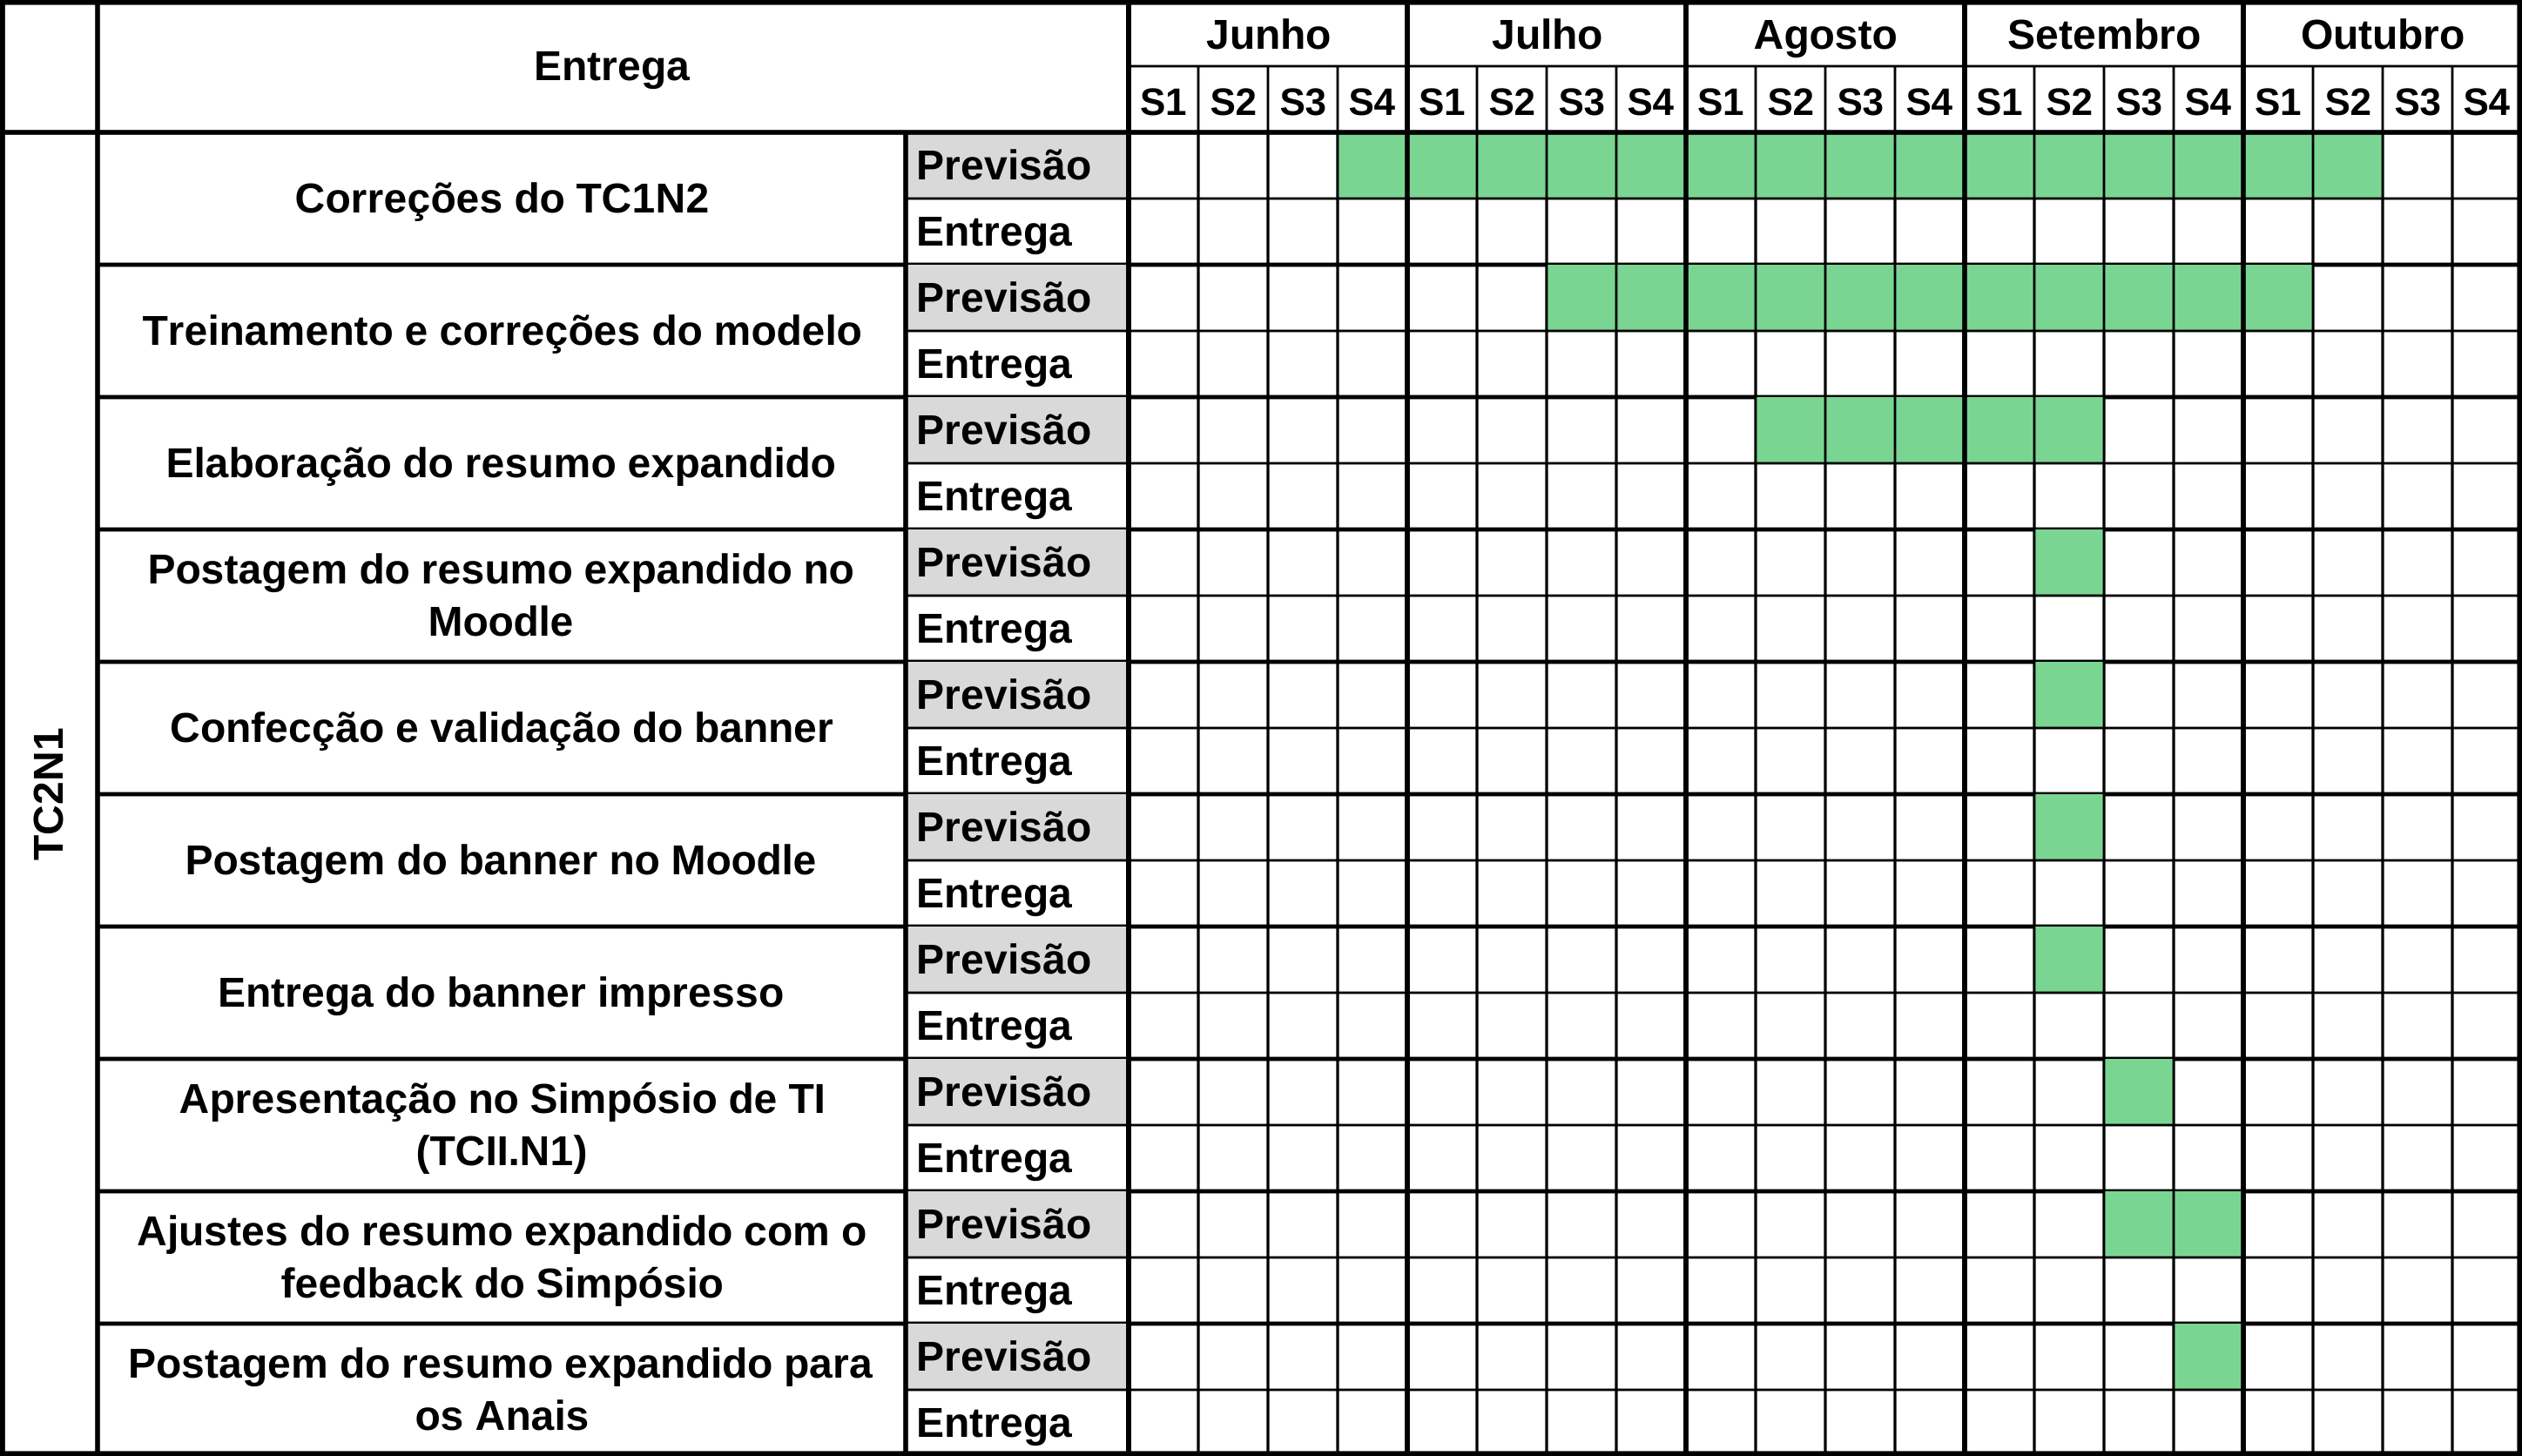 Entrega
Junho Julho Agosto Setembro Outubro
S1 S2 S3 S4 S1 S2 S3 S4 S1 S2 S3 S4 S1 S2 S3 S4 S1 S2 S3 S4
TC2N1
Correções do TC1N2
Previsão
Entrega
Treinamento e correções do modelo
Previsão
Entrega
Elaboração do resumo expandido
Previsão
Entrega
Postagem do resumo expandido no
Moodle
Previsão
Entrega
Confecção e validação do banner
Previsão
Entrega
Postagem do banner no Moodle
Previsão
Entrega
Entrega do banner impresso
Previsão
Entrega
Apresentação no Simpósio de TI
(TCII.N1)
Previsão
Entrega
Ajustes do resumo expandido com o
feedback do Simpósio
Previsão
Entrega
Postagem do resumo expandido para
os Anais
Previsão
Entrega